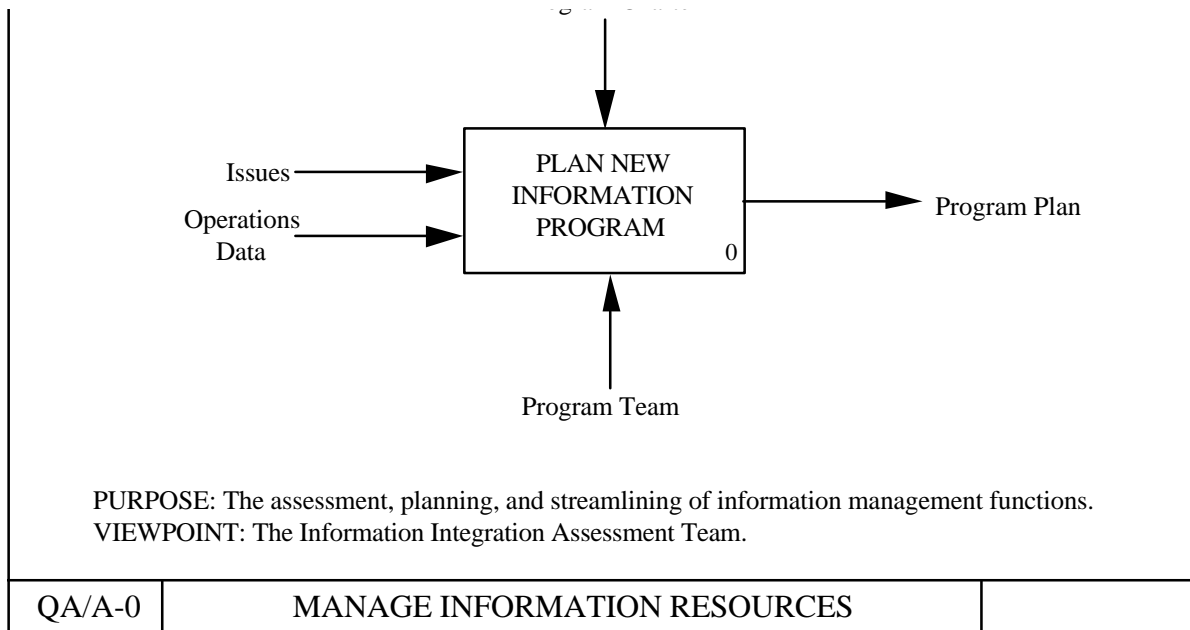 Issues
Operations
Data
PLAN NEW
INFORMATION
PROGRAM
0
Program Plan
Program Team
PURPOSE: The assessment, planning, and streamlining of information management functions.
VIEWPOINT: The Information Integration Assessment Team.
QA/A-0 MANAGE INFORMATION RESOURCES